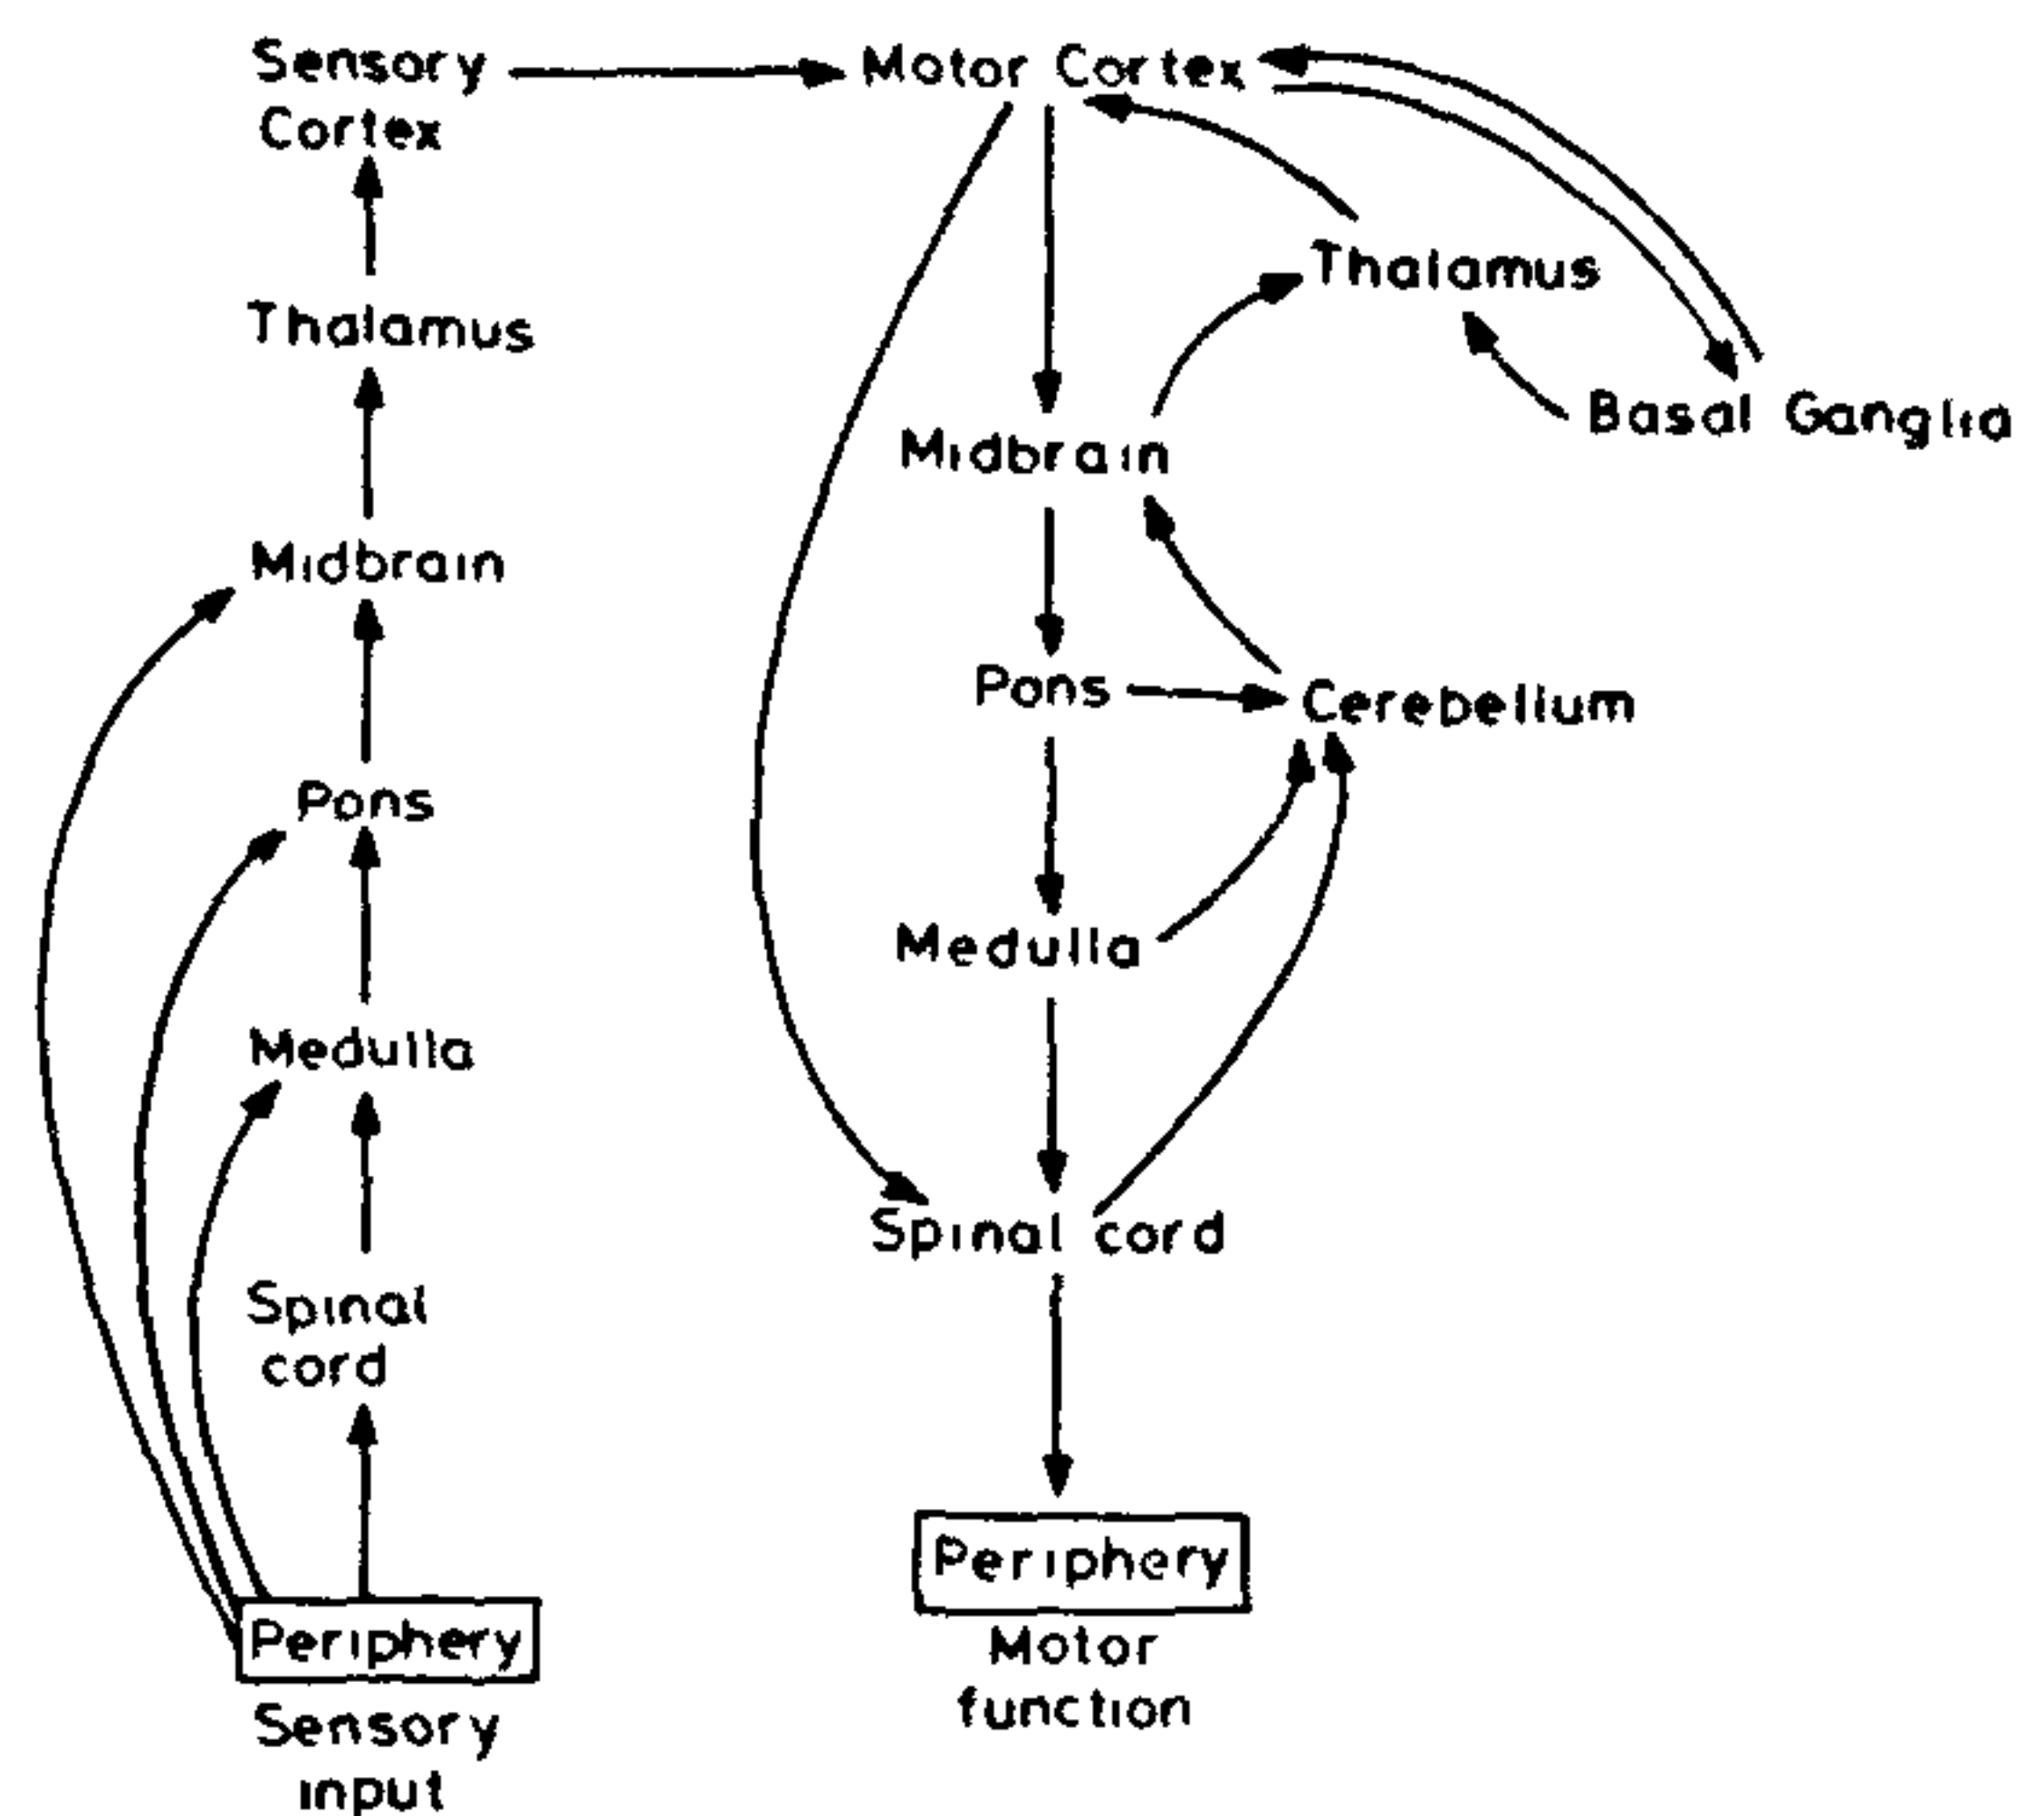 Sensory
Cortex
Motor Cortex
Thalamus
Thalamus
Basal Ganglia
Midbrain
Midbrain
Pons
Cerebellum
Pons
Medulla
Medulla
Spinal cord
Spinal
cord
Periphery
Motor
function
Periphery
Sensory
input